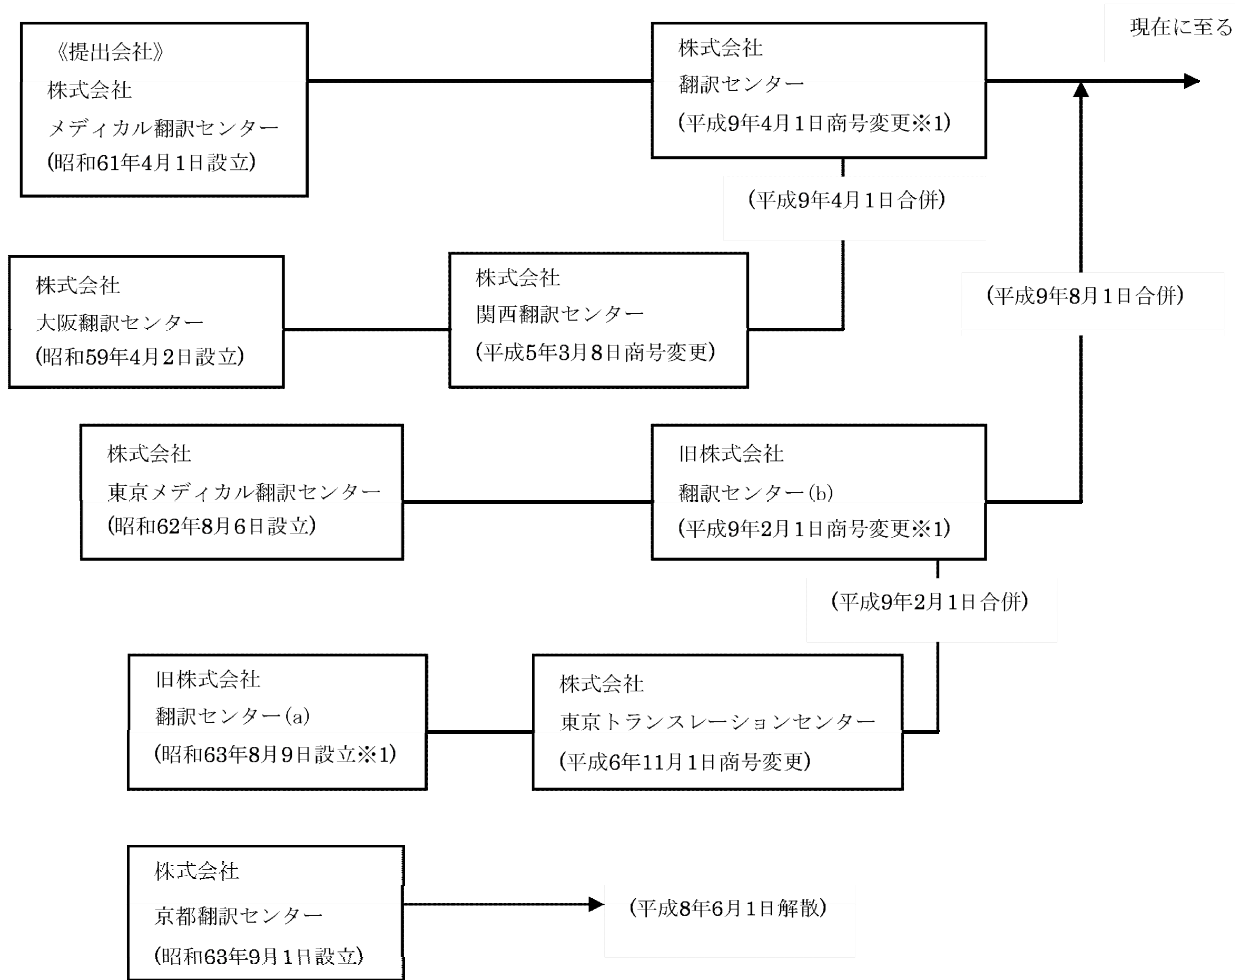 現在に至る
《提出会社》
株式会社
メディカル翻訳センター
(昭和61年4月1日設立)
株式会社
翻訳センター
(平成9年4月1日商号変更※1)
(平成9年4月1日合併)
株式会社
大阪翻訳センター
(昭和59年4月2日設立)
株式会社
関西翻訳センター
(平成5年3月8日商号変更)
(平成9年8月1日合併)
株式会社
東京メディカル翻訳センター
(昭和62年8月6日設立)
旧株式会社
翻訳センター(b)
(平成9年2月1日商号変更※1)
(平成9年2月1日合併)
旧株式会社
翻訳センター(a)
(昭和63年8月9日設立※1)
株式会社
東京トランスレーションセンター
(平成6年11月1日商号変更)
株式会社
京都翻訳センター
(昭和63年9月1日設立)
(平成8年6月1日解散)